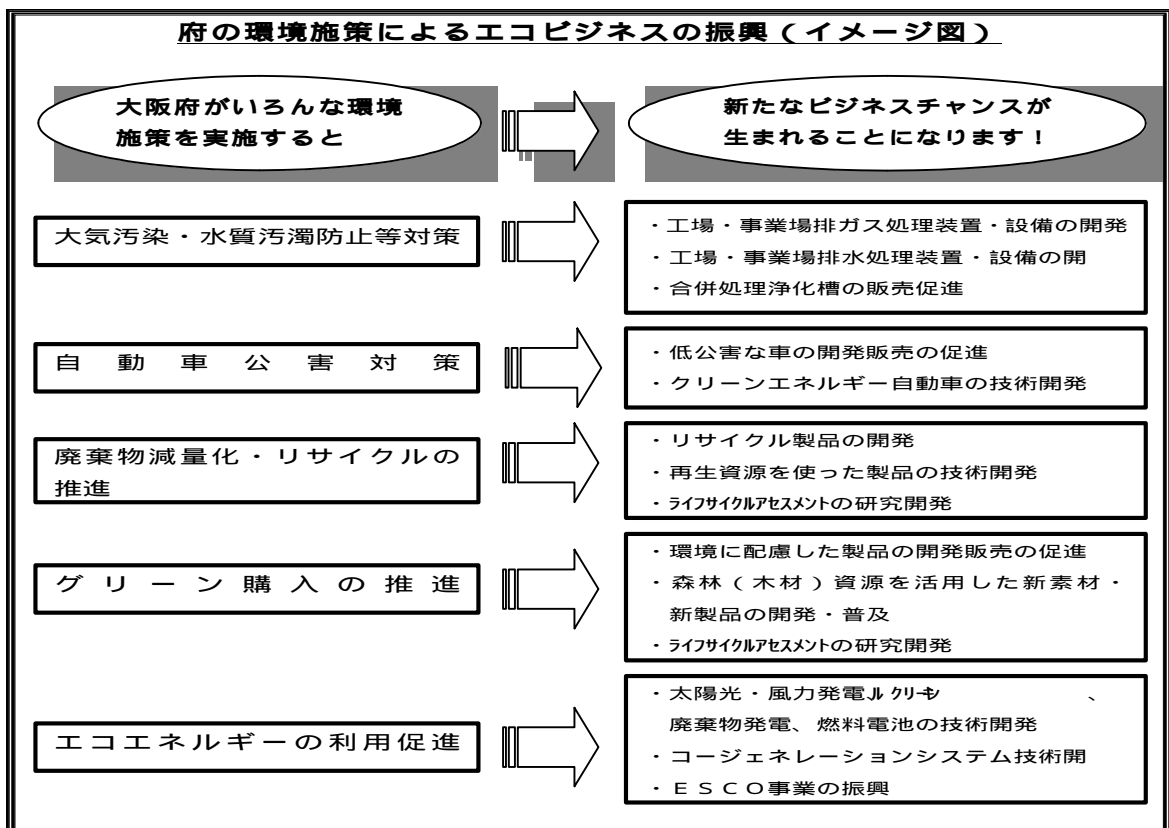 府の環境施策によるエコビジネスの振興（イメージ図）
大阪府がいろんな環境
施策を実施すると
新たなビジネスチャンスが
生まれることになります！
大気汚染・水質汚濁防止等対策
・工場・事業場排ガス処理装置・設備の開発
・工場・事業場排水処理装置・設備の開
・合併処理浄化槽の販売促進
自動車公害対策
・低公害な車の開発販売の促進
・クリーンエネルギー自動車の技術開発
廃棄物減量化・リサイクルの
推進
・リサイクル製品の開発
・再生資源を使った製品の技術開発
・ライフサイクルアセスメントの研究開発
グリーン購入の推進
・環境に配慮した製品の開発販売の促進
・森林（木材）資源を活用した新素材・
新製品の開発・普及
・ライフサイクルアセスメントの研究開発
エコエネルギーの利用促進
・太陽光・風力発電、
廃棄物発電、燃料電池の技術開発
・コージェネレーションシステム技術開
・ＥＳＣＯ事業の振興